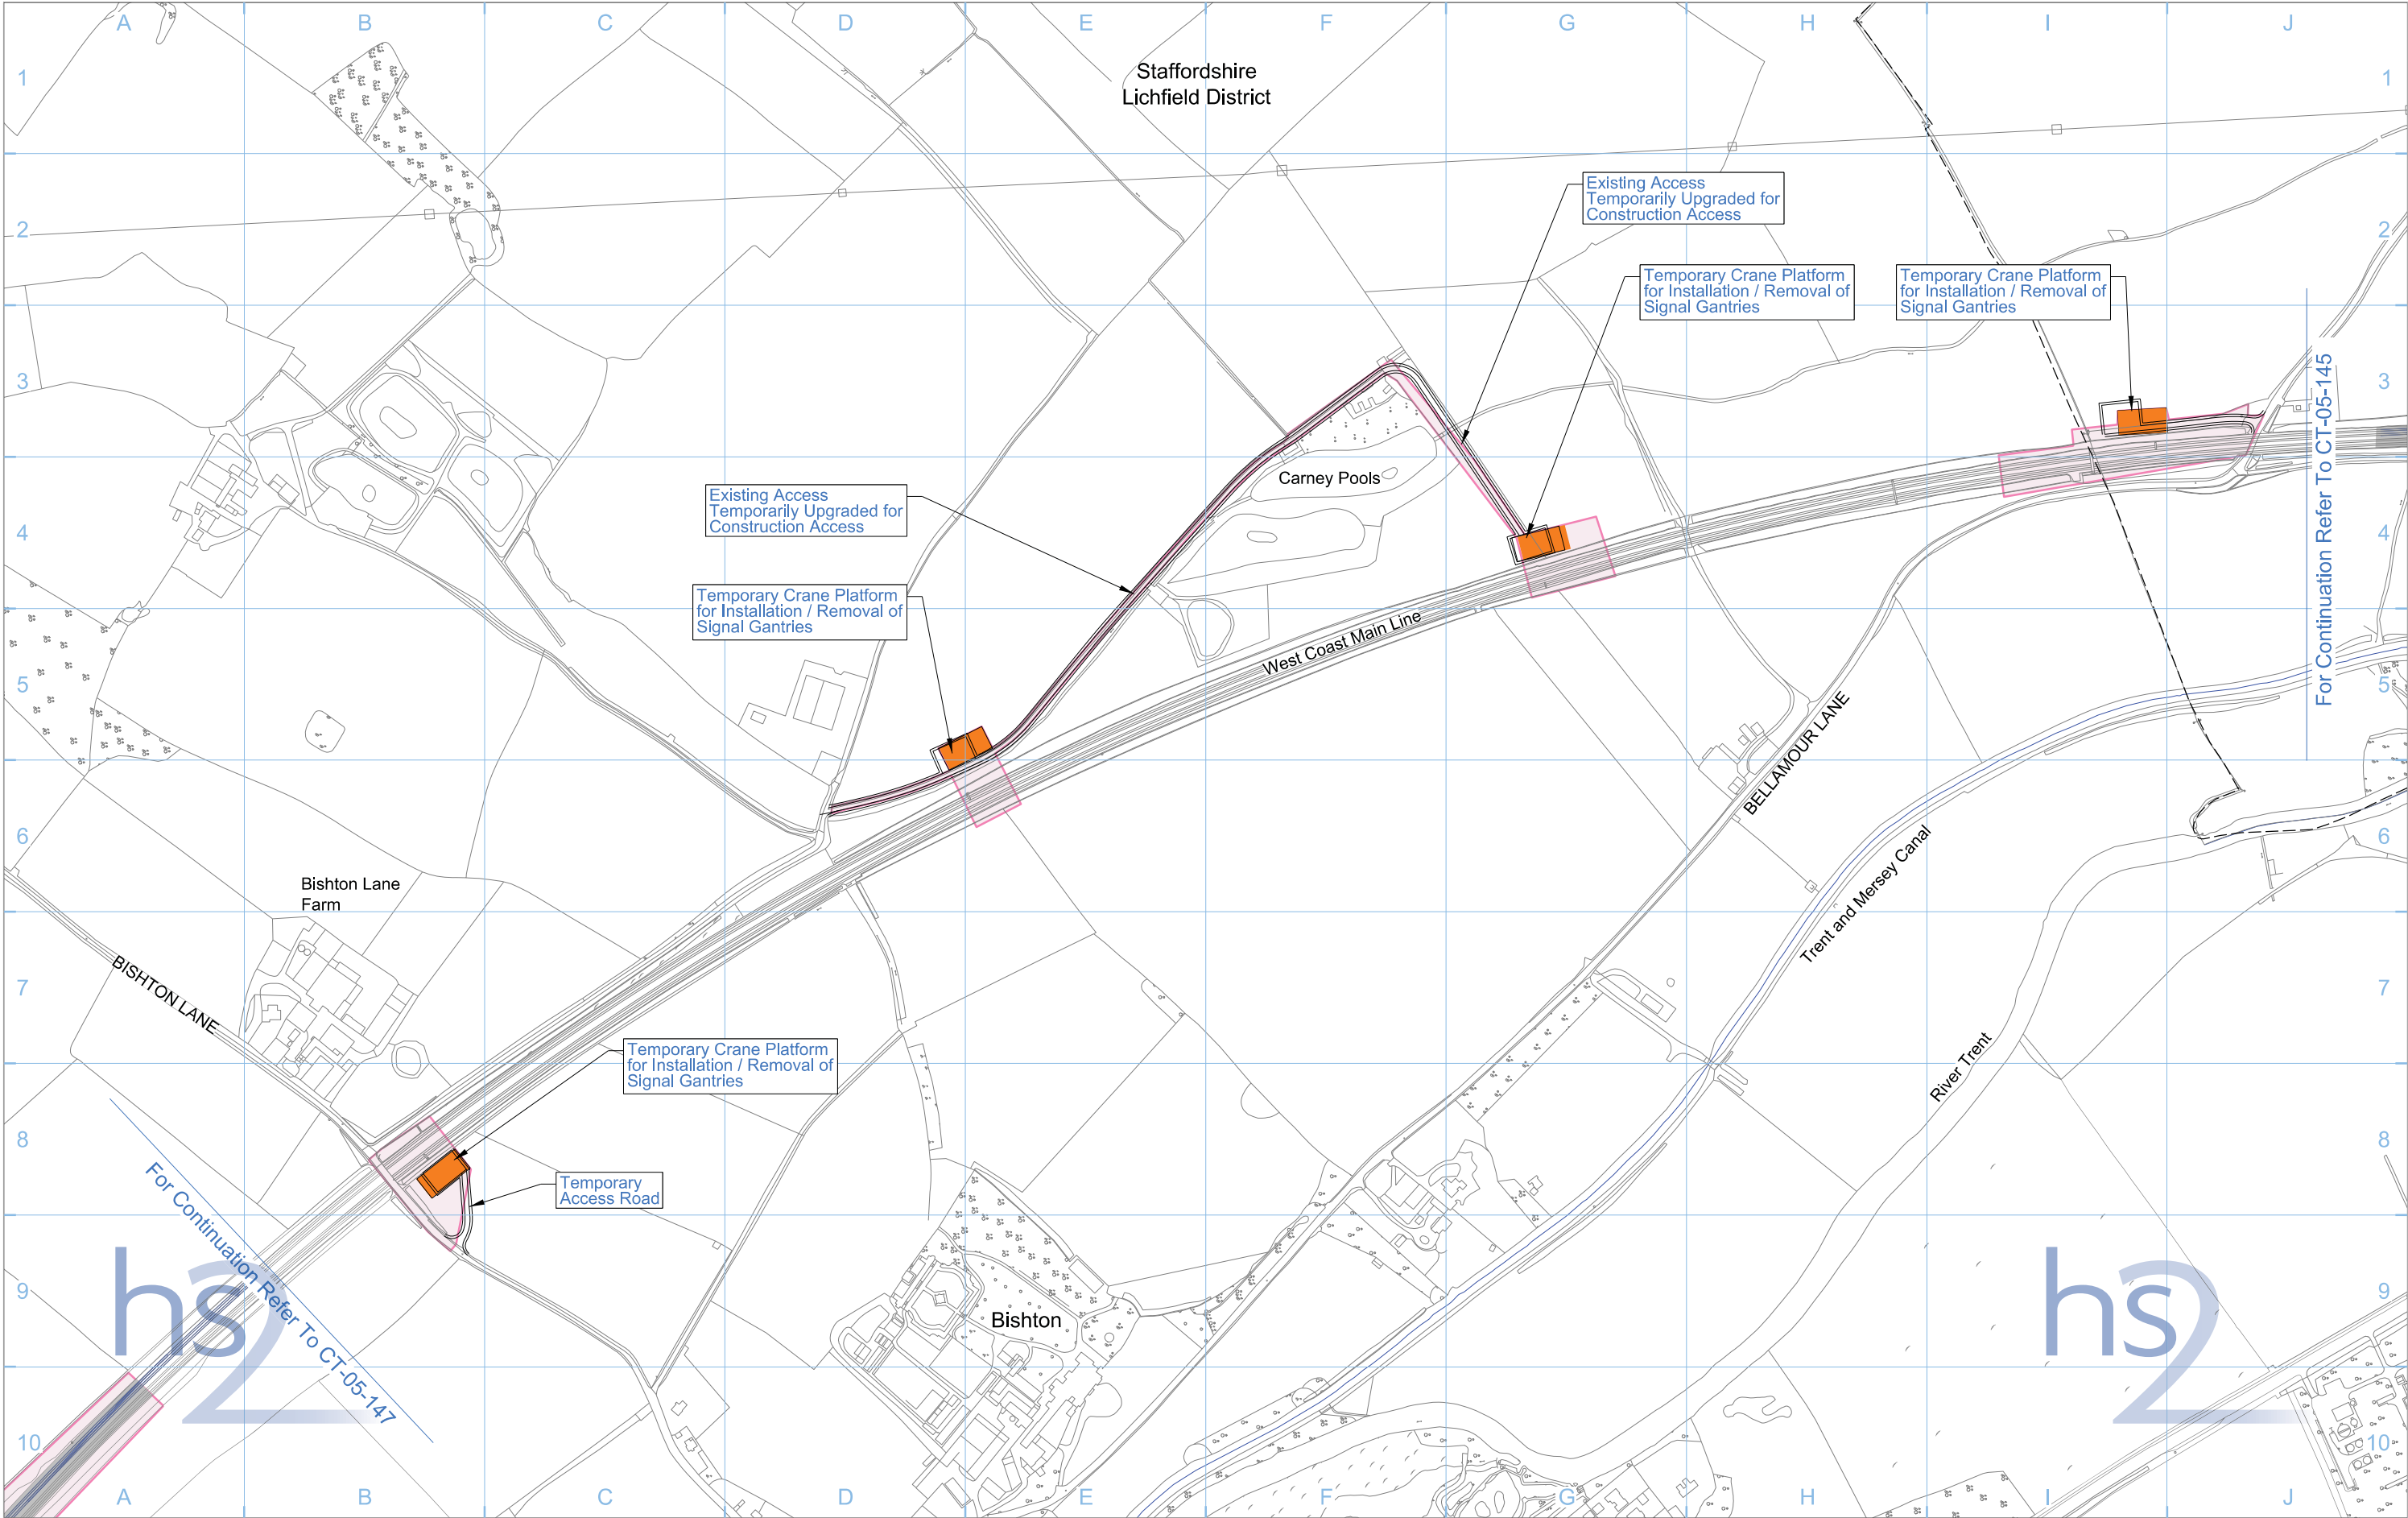 A B C D E F G H I J
1
Staffordshire
Lichfield District
1
2
Existing Access
Temporarily Upgraded for
Construction Access
2
Temporary Crane Platform
for Installation / Removal of
Signal Gantries
Temporary Crane Platform
for Installation / Removal of
Signal Gantries
3
3
For Continuation Refer To CT-05-145
Carney Pools
4
Existing Access
Temporarily Upgraded for
Construction Access
4
Temporary Crane Platform
for Installation / Removal of
Signal Gantries
West Coast Main Line
5
5
BELLAMOUR LANE
6
6
Trent and Mersey Canal
Bishton Lane
Farm
BISHTON LANE
7
7
Temporary Crane Platform
for Installation / Removal of
Signal Gantries
River Trent
8
8
Temporary
Access Road
For Continuation Refer To CT-05-147
9
9
hs2
Bishton
hs2
10
10
A B C D E F G H I J